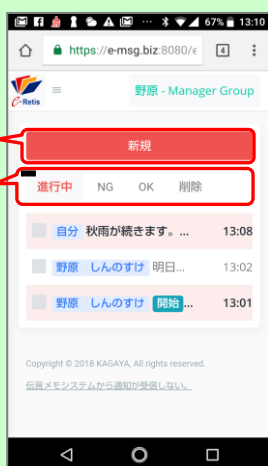 67% 13:10
https://e-msg.biz:8080/e
4
e-Retis
野原 - Manager Group
新規
進行中 NG OK 削除
自分 秋雨が続きます。... 13:08
野原 しんのすけ 明日... 13:02
野原 しんのすけ 開始 ... 13:01
Copyright © 2018 KAGAYA, All rights reserved.
伝言メモシステムから通知が受信しない。